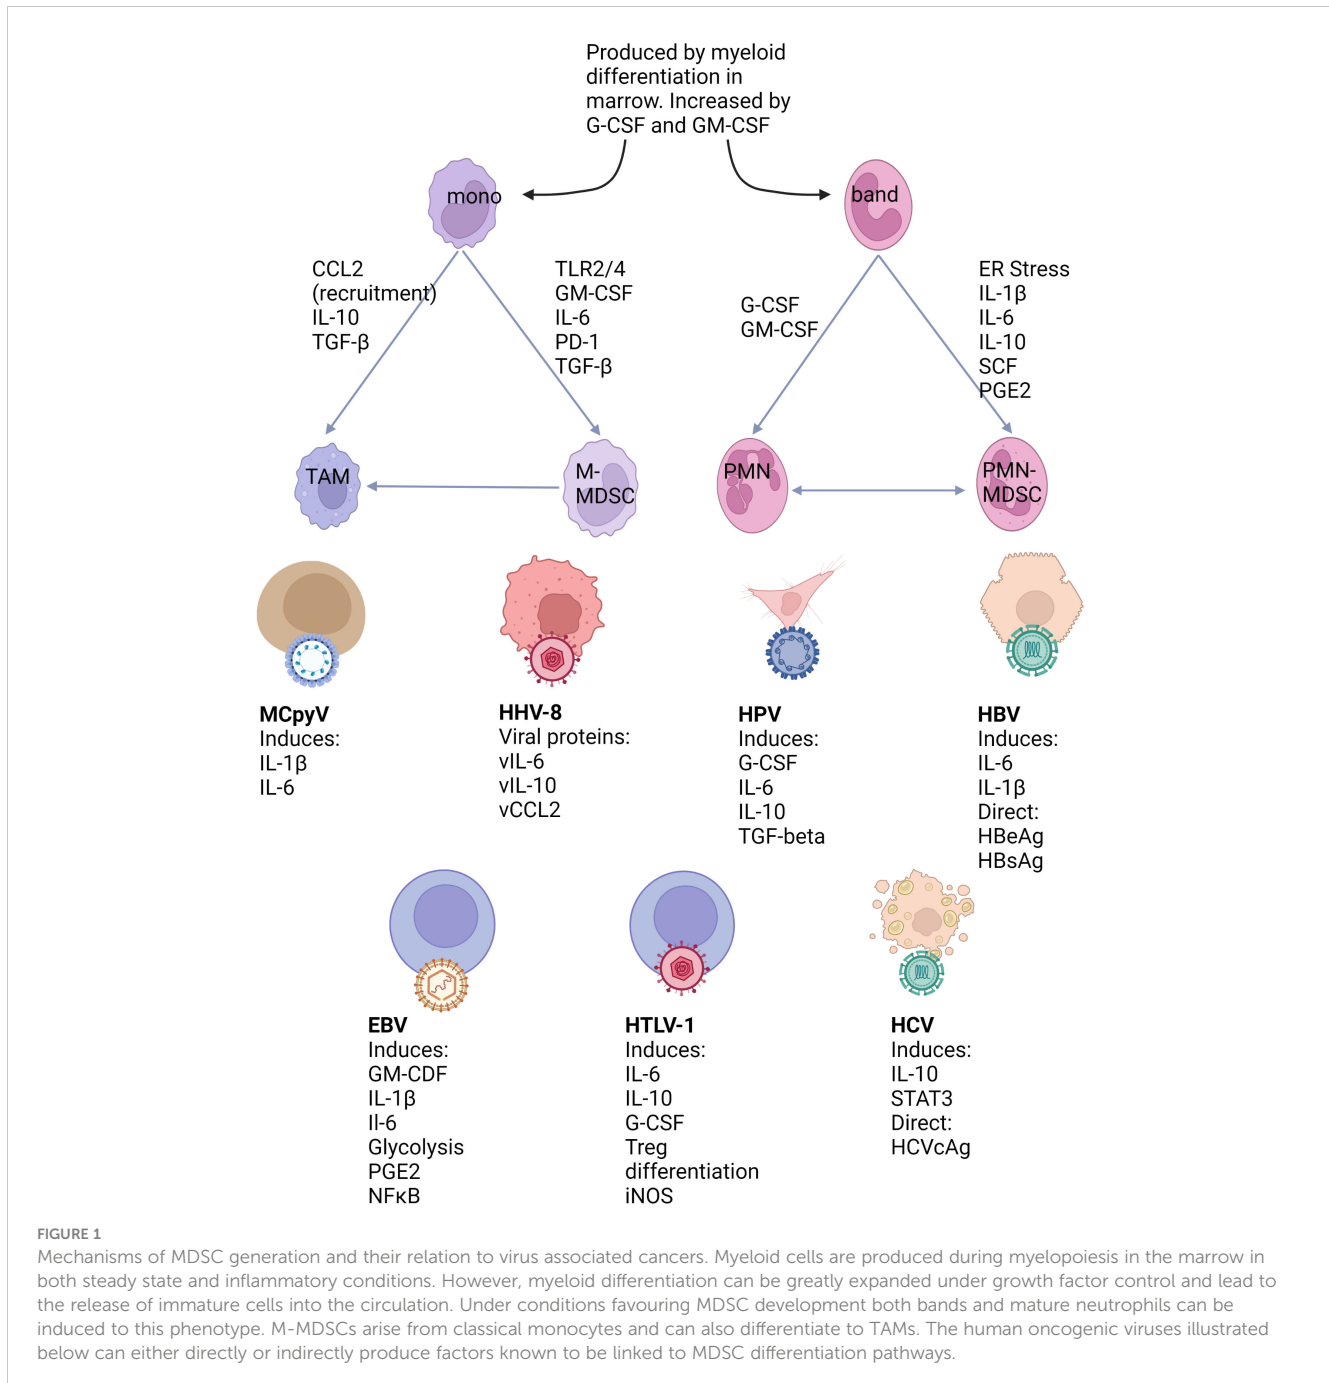 Produced by myeloid
differentiation in
marrow. Increased by
G-CSF and GM-CSF
mono
band
CCL2
(recruitment)
IL-10
TGF-β
TLR2/4
GM-CSF
IL-6
PD-1
TGF-β
G-CSF
GM-CSF
ER Stress
IL-1β
IL-6
IL-10
SCF
PGE2
TAM
M-
MDSC
PMN
PMN-
MDSC
MCpyV
Induces:
IL-1β
IL-6
HHV-8
Viral proteins:
vIL-6
vIL-10
vCCL2
HPV
Induces:
G-CSF
IL-6
IL-10
TGF-beta
HBV
Induces:
IL-6
IL-1β
Direct:
HBeAg
HBsAg
EBV
Induces:
GM-CDF
IL-1β
Il-6
Glycolysis
PGE2
NFκB
HTLV-1
Induces:
IL-6
IL-10
G-CSF
Treg
differentiation
iNOS
HCV
Induces:
IL-10
STAT3
Direct:
HCVcAg
FIGURE 1
Mechanisms of MDSC generation and their relation to virus associated cancers. Myeloid cells are produced during myelopoiesis in the marrow in
both steady state and inflammatory conditions. However, myeloid differentiation can be greatly expanded under growth factor control and lead to
the release of immature cells into the circulation. Under conditions favouring MDSC development both bands and mature neutrophils can be
induced to this phenotype. M-MDSCs arise from classical monocytes and can also differentiate to TAMs. The human oncogenic viruses illustrated
below can either directly or indirectly produce factors known to be linked to MDSC differentiation pathways.